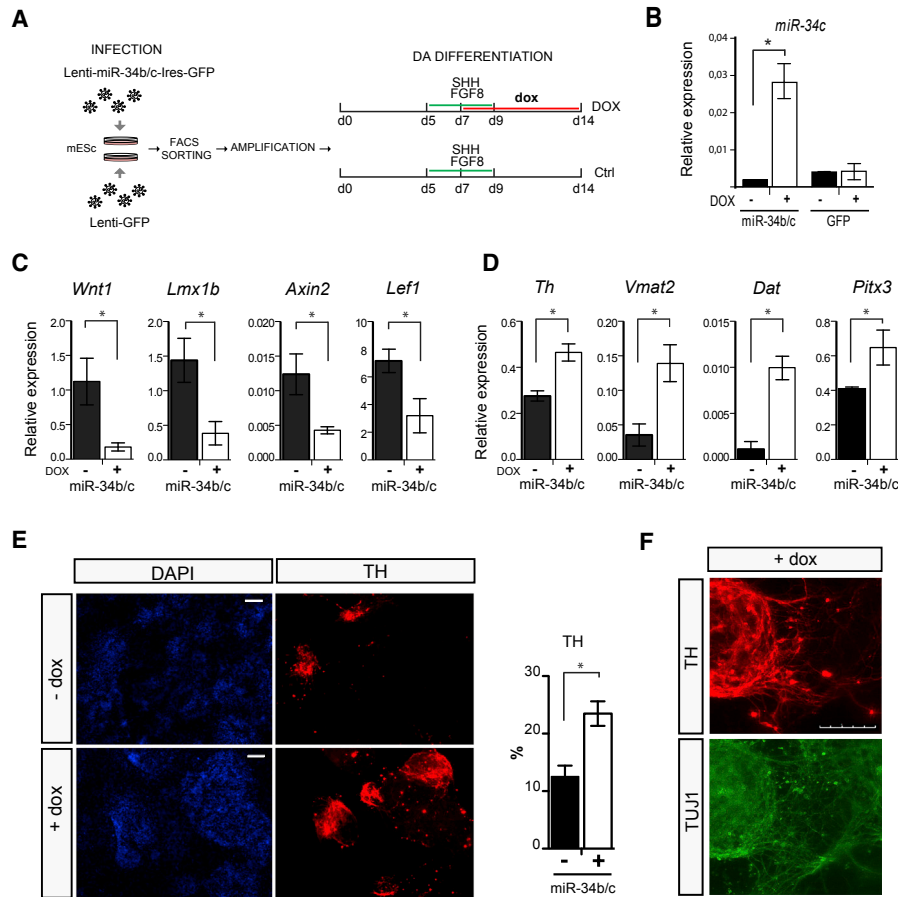 A
INFECTION
Lenti-miR-34b/c-Ires-GFP
mESc
Lenti-GFP
FACS
SORTING
AMPLIFICATION
DA DIFFERENTIATION
SHH
FGF8
dox
DOX
d0 d5 d7 d9 d14
SHH
FGF8
Ctrl
d0 d5 d7 d9 d14
B
miR-34c
Relative expression
0,04
0,03
0,02
0,01
0,00
*
DOX - + - +
miR-34b/c GFP
C
Relative expression
Wnt1
2.0
1.5
1.0
0.5
0.0
*
DOX - +
miR-34b/c
Lmx1b
2.0
1.5
1.0
0.5
0.0
*
- +
miR-34b/c
Axin2
0.020
0.015
0.010
0.005
0.000
*
- +
miR-34b/c
Lef1
10
8
6
4
2
0
*
- +
miR-34b/c
D
Relative expression
Th
0.6
0.4
0.2
0.0
*
DOX - +
miR-34b/c
Vmat2
0.20
0.15
0.10
0.05
0.00
*
- +
miR-34b/c
Dat
0.015
0.010
0.005
0.000
*
- +
miR-34b/c
Pitx3
0.8
0.6
0.4
0.2
0.0
*
- +
miR-34b/c
E
DAPI TH
- dox
+ dox
TH
%
30
20
10
0
*
- +
miR-34b/c
F
+ dox
TH
TUJ1